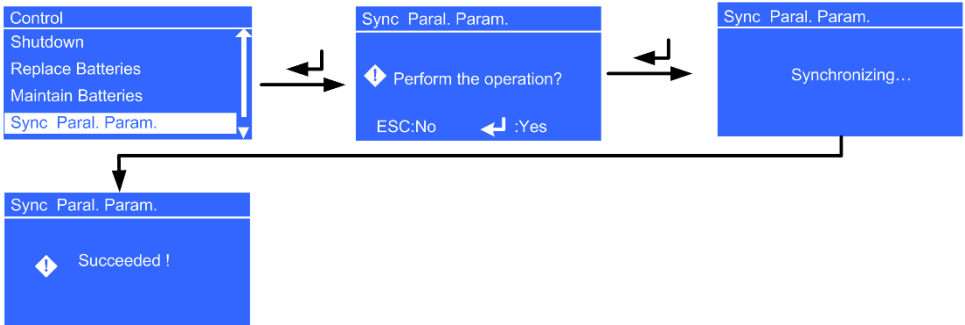 Control
Shutdown
Replace Batteries
Maintain Batteries
Sync Paral. Param.
Sync Paral. Param.
! Perform the operation?
ESC:No :Yes
Sync Paral. Param.
Synchronizing...
Sync Paral. Param.
! Succeeded !